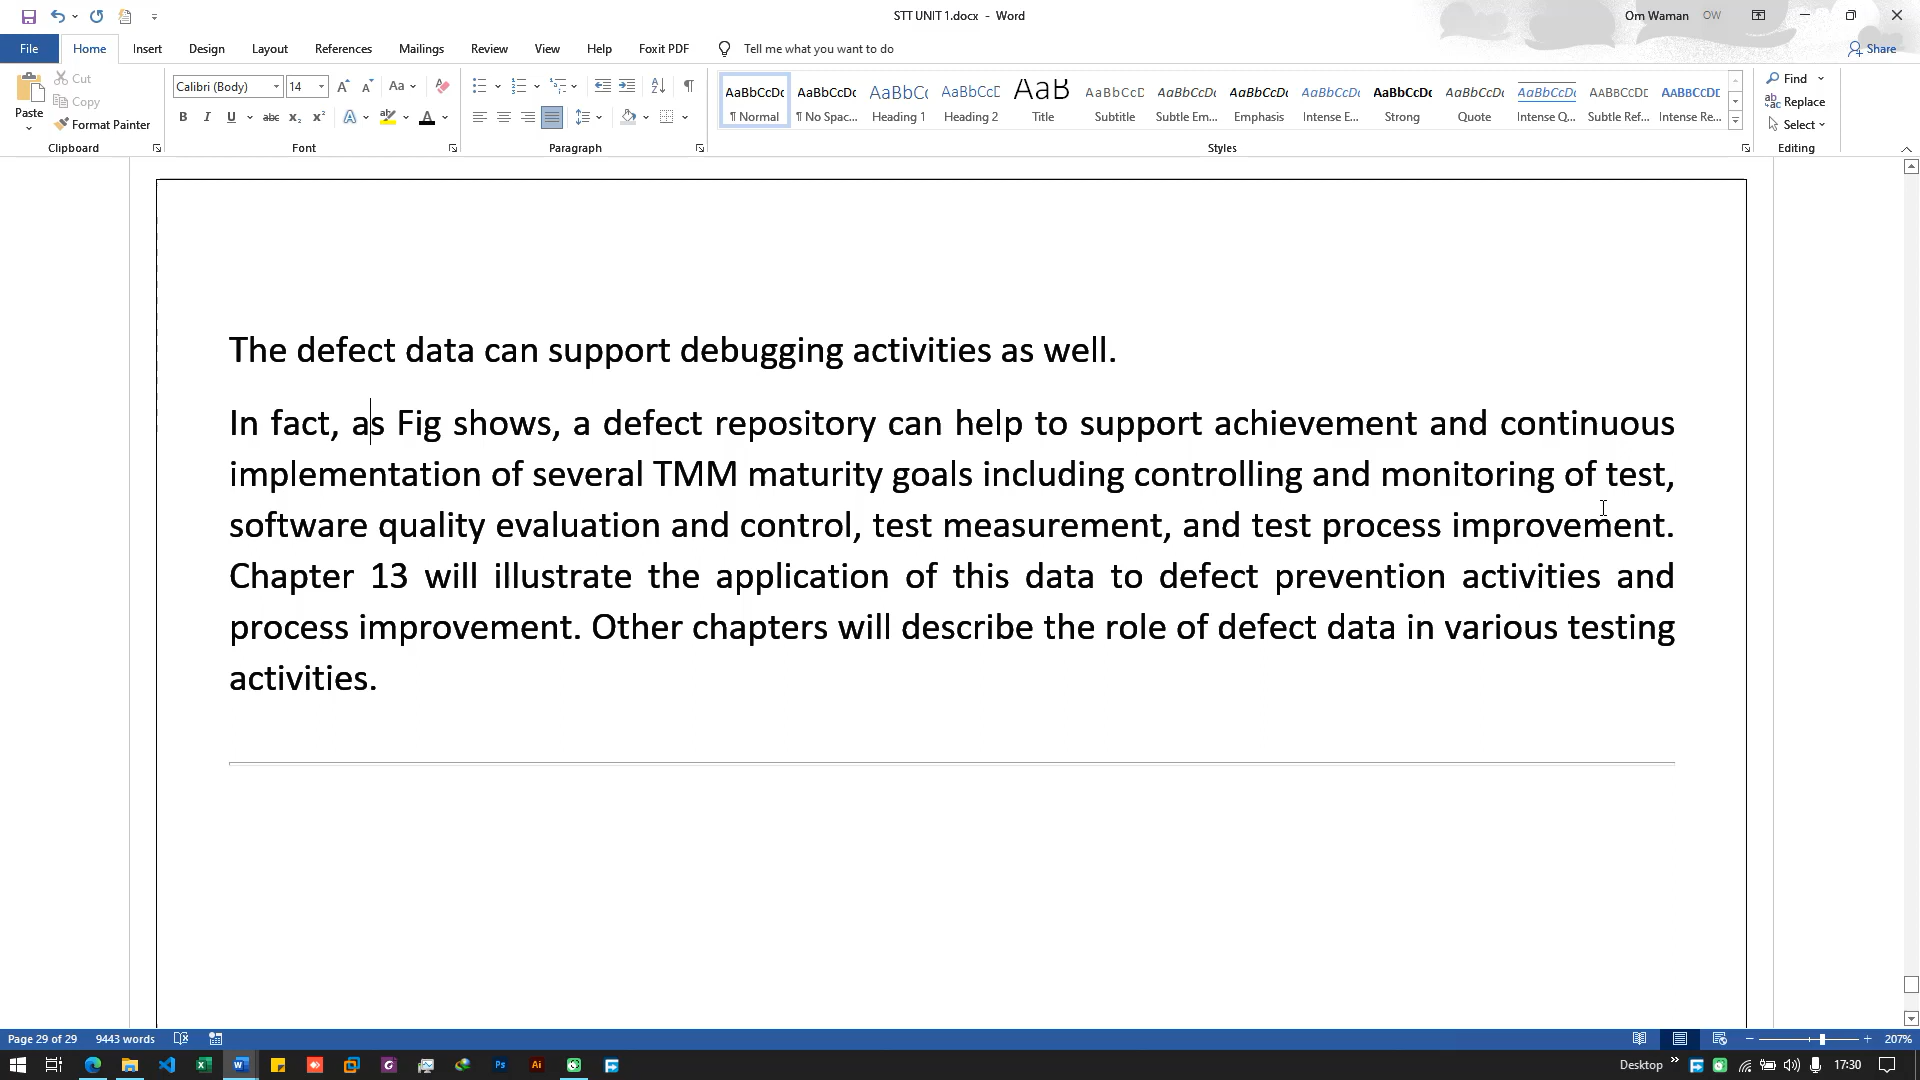 STT UNIT 1.docx - Word
Om Waman OW
File Home Insert Design Layout References Mailings Review View Help Foxit PDF Tell me what you want to do Share
Paste
Cut
Copy
Format Painter
Clipboard
Calibri (Body) 14
Font
Paragraph
AaBbCcDc AaBbCcDc AaBbC AaBbCcD AaB AaBbCcD AaBbCcDc AaBbCcDc AaBbCcDc AaBbCcDc AaBbCcDc AaBbCcDc AABBCCDE AABBCCDE
¶ Normal ¶ No Spac... Heading 1 Heading 2 Title Subtitle Subtle Em... Emphasis Intense E... Strong Quote Intense Q... Subtle Ref... Intense Re...
Styles
Find
Replace
Select
Editing
The defect data can support debugging activities as well.
In fact, as Fig shows, a defect repository can help to support achievement and continuous
implementation of several TMM maturity goals including controlling and monitoring of test,
software quality evaluation and control, test measurement, and test process improvement.
Chapter 13 will illustrate the application of this data to defect prevention activities and
process improvement. Other chapters will describe the role of defect data in various testing
activities.
Page 29 of 29 9443 words 207%
Desktop 17:30